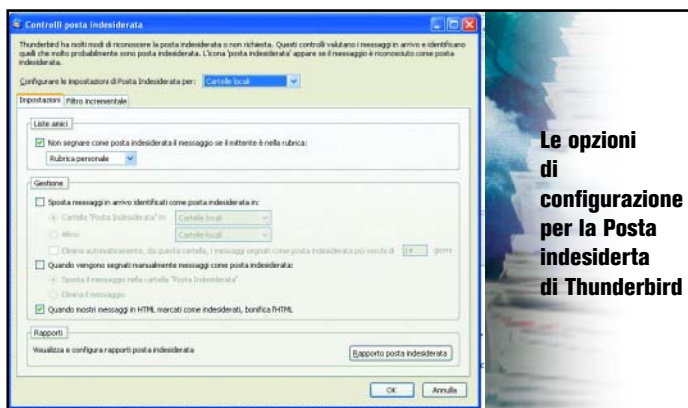 Controlli posta indesiderata
Thunderbird ha molti modi di riconoscere la posta indesiderata o non richiesta. Questi controlli valutano i messaggi in arrivo e identificano
quelli che molto probabilmente sono posta indesiderata. L'icona 'posta indesiderata' appare se il messaggio è riconosciuto come posta
indesiderata.
Configurare le impostazioni di Posta Indesiderata per: Cartelle locali
Impostazioni Filtro incrementale
Liste amici
Non segnare come posta indesiderata il messaggio se il mittente è nella rubrica:
Rubrica personale
Gestione
Sposta messaggi in arrivo identificati come posta indesiderata in:
Cartella "Posta Indesiderata" in: Cartelle locali
Altro: Cartelle locali
Elimina automaticamente, da questa cartella, i messaggi segnati come posta indesiderata più vecchi di 14 giorni
Quando vengono segnati manualmente messaggi come posta indesiderata:
Sposta il messaggio nella cartella "Posta Indesiderata"
Elimina il messaggio
Quando mostri messaggi in HTML marcati come indesiderati, bonifica l'HTML
Rapporti
Visualizza e configura rapporti posta indesiderata
Rapporto posta indesiderata
OK Annulla
Le opzioni
di
configurazione
per la Posta
indesiderta
di Thunderbird